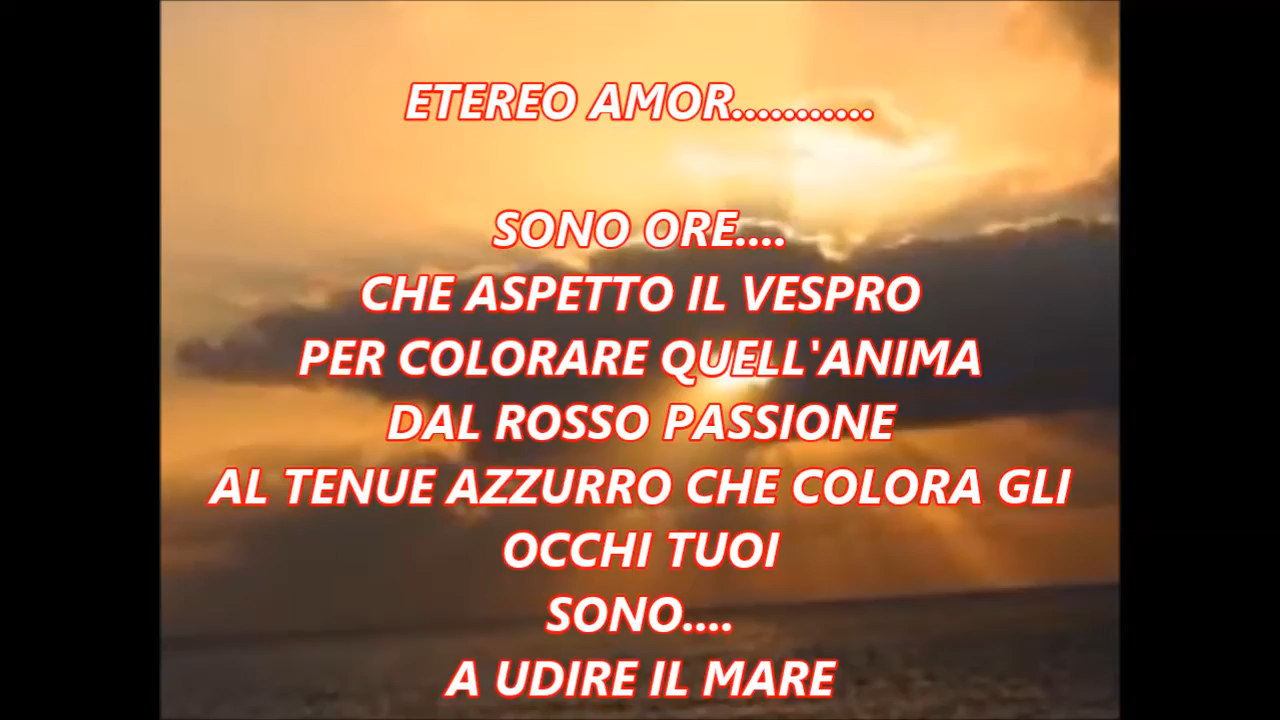 ETEREO AMOR...........
SONO ORE....
CHE ASPETTO IL VESPRO
PER COLORARE QUELL'ANIMA
DAL ROSSO PASSIONE
AL TENUE AZZURRO CHE COLORA GLI
OCCHI TUOI
SONO....
A UDIRE IL MARE